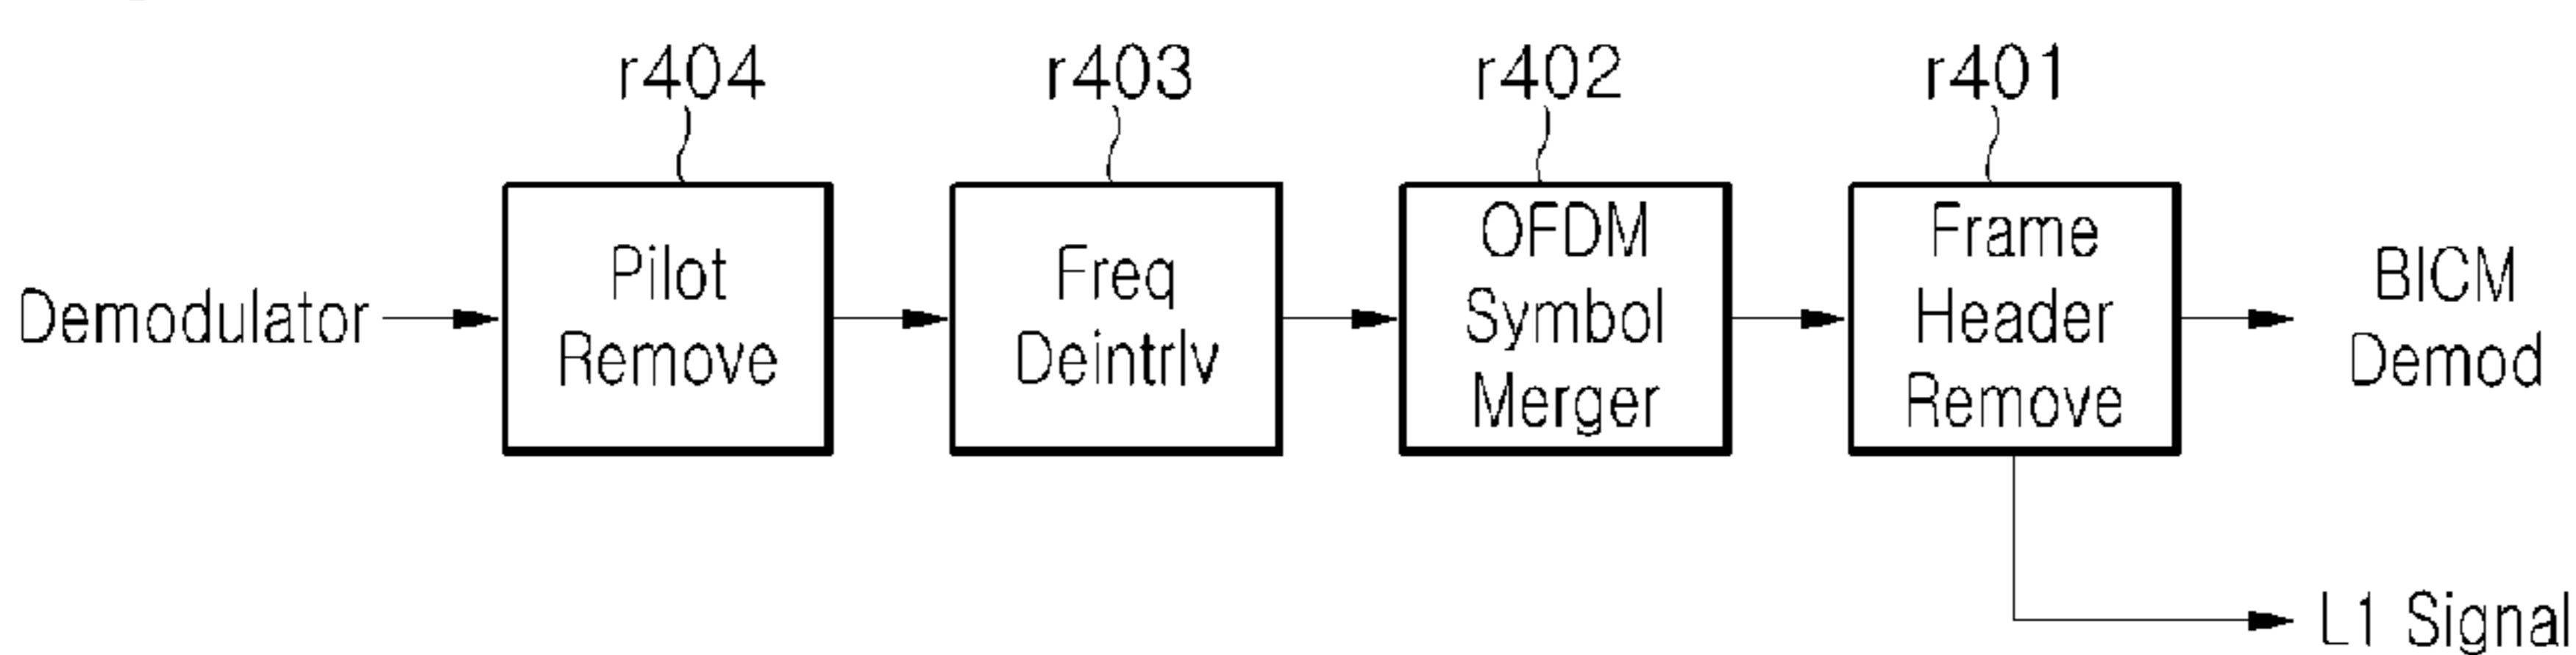 r404
r403
r402
r401
Demodulator
Pilot
Remove
Freq
Deintrlv
OFDM
Symbol
Merger
Frame
Header
Remove
BICM
Demod
L1 Signal